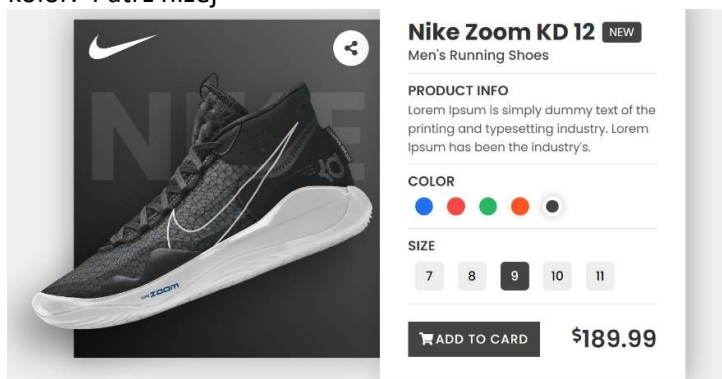 NIKE
ZOOM
Nike Zoom KD 12 NEW
Men's Running Shoes
PRODUCT INFO
Lorem Ipsum is simply dummy text of the
printing and typesetting industry. Lorem
Ipsum has been the industry's.
COLOR
SIZE
7 8 9 10 11
ADD TO CARD $189.99